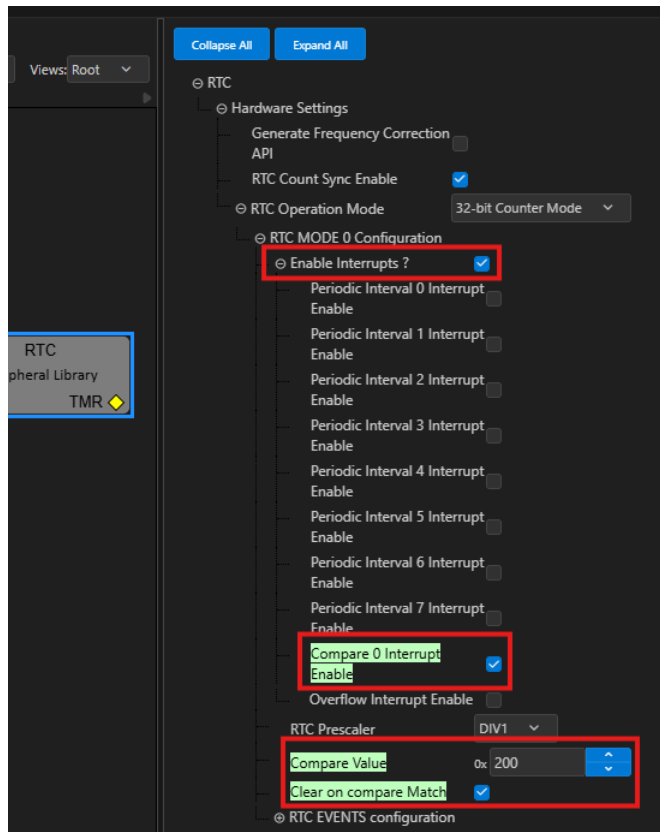 Collapse All
Expand All
Views: Root
RTC
Hardware Settings
Generate Frequency Correction
API
RTC Count Sync Enable
RTC Operation Mode
32-bit Counter Mode
RTC MODE 0 Configuration
Enable Interrupts ?
Periodic Interval 0 Interrupt
Enable
Periodic Interval 1 Interrupt
Enable
RTC
pheral Library
TMR
Periodic Interval 2 Interrupt
Enable
Periodic Interval 3 Interrupt
Enable
Periodic Interval 4 Interrupt
Enable
Periodic Interval 5 Interrupt
Enable
Periodic Interval 6 Interrupt
Enable
Periodic Interval 7 Interrupt
Enable
Compare 0 Interrupt
Enable
Overflow Interrupt Enable
RTC Prescaler
DIV1
Compare Value
0x 200
Clear on compare Match
RTC EVENTS configuration